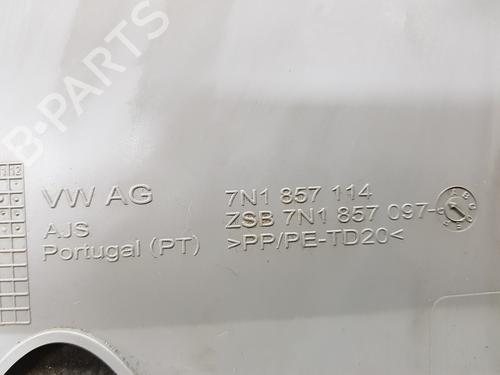 B-PARTS
VW AG
AJS
Portugal (PT)
7N1 857 114
ZSB 7N1 857 097-
>PP/PE-TD20<